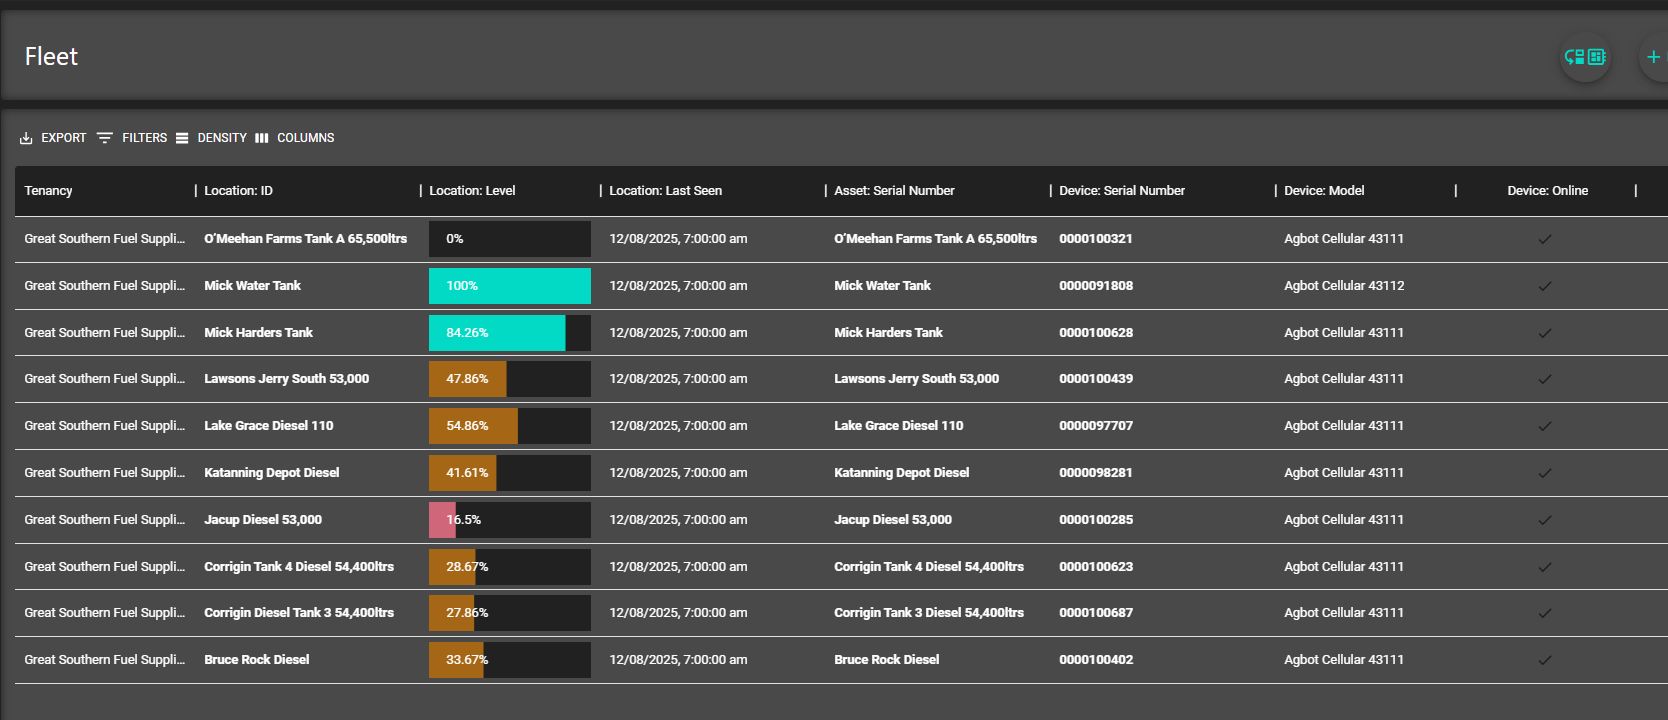 Fleet
EXPORT FILTERS DENSITY COLUMNS
Tenancy Location: ID Location: Level Location: Last Seen Asset: Serial Number Device: Serial Number Device: Model Device: Online
Great Southern Fuel Suppli... O'Meehan Farms Tank A 65,500ltrs 0% 12/08/2025, 7:00:00 am O'Meehan Farms Tank A 65,500ltrs 0000100321 Agbot Cellular 43111
Great Southern Fuel Suppli... Mick Water Tank 100% 12/08/2025, 7:00:00 am Mick Water Tank 0000091808 Agbot Cellular 43112
Great Southern Fuel Suppli... Mick Harders Tank 84.26% 12/08/2025, 7:00:00 am Mick Harders Tank 0000100628 Agbot Cellular 43111
Great Southern Fuel Suppli... Lawsons Jerry South 53,000 47.86% 12/08/2025, 7:00:00 am Lawsons Jerry South 53,000 0000100439 Agbot Cellular 43111
Great Southern Fuel Suppli... Lake Grace Diesel 110 54.86% 12/08/2025, 7:00:00 am Lake Grace Diesel 110 0000097707 Agbot Cellular 43111
Great Southern Fuel Suppli... Katanning Depot Diesel 41.61% 12/08/2025, 7:00:00 am Katanning Depot Diesel 0000098281 Agbot Cellular 43111
Great Southern Fuel Suppli... Jacup Diesel 53,000 16.5% 12/08/2025, 7:00:00 am Jacup Diesel 53,000 0000100285 Agbot Cellular 43111
Great Southern Fuel Suppli... Corrigin Tank 4 Diesel 54,400ltrs 28.67% 12/08/2025, 7:00:00 am Corrigin Tank 4 Diesel 54,400ltrs 0000100623 Agbot Cellular 43111
Great Southern Fuel Suppli... Corrigin Diesel Tank 3 54,400ltrs 27.86% 12/08/2025, 7:00:00 am Corrigin Tank 3 Diesel 54,400ltrs 0000100687 Agbot Cellular 43111
Great Southern Fuel Suppli... Bruce Rock Diesel 33.67% 12/08/2025, 7:00:00 am Bruce Rock Diesel 0000100402 Agbot Cellular 43111